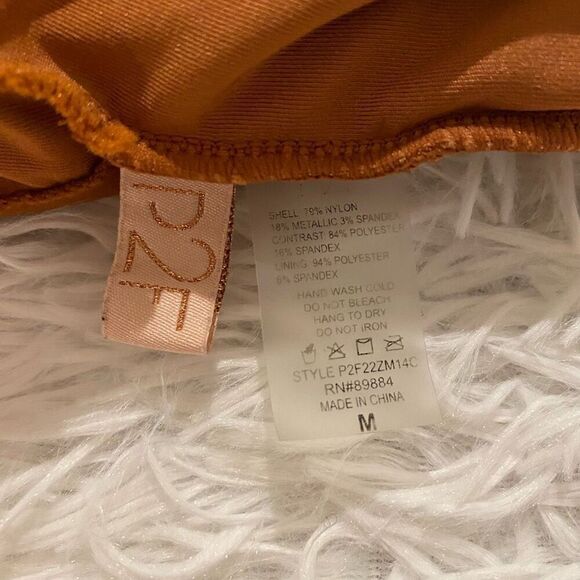 P2F
SHELL: 79% NYLON
18% METALLIC 3% SPANDEX
CONTRAST: 84% POLYESTER
16% SPANDEX
LINING: 94% POLYESTER
6% SPANDEX
HAND WASH COLD
DO NOT BLEACH
HANG TO DRY
DO NOT IRON
STYLE P2F22ZM14C
RN#89884
MADE IN CHINA
M